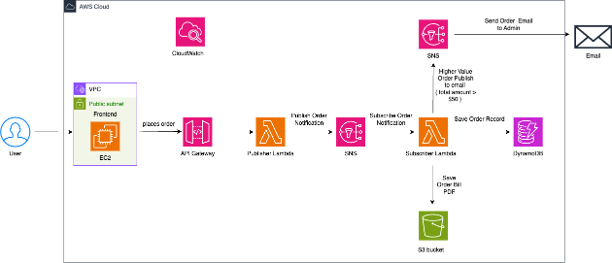 AWS Cloud
Send Order Email
to Admin
CloudWatch
SNS
Email
VPC
Public subnet
Frontend
EC2
User
places order
API Gateway
Publisher Lambda
Publish Order
Notification
SNS
Subscribe Order
Notification
Higher Value
Order Publish
to email
( total amount >
$50 )
Subscriber Lambda
Save Order Record
DynamoDB
Save
Order Bill
PDF
S3 bucket